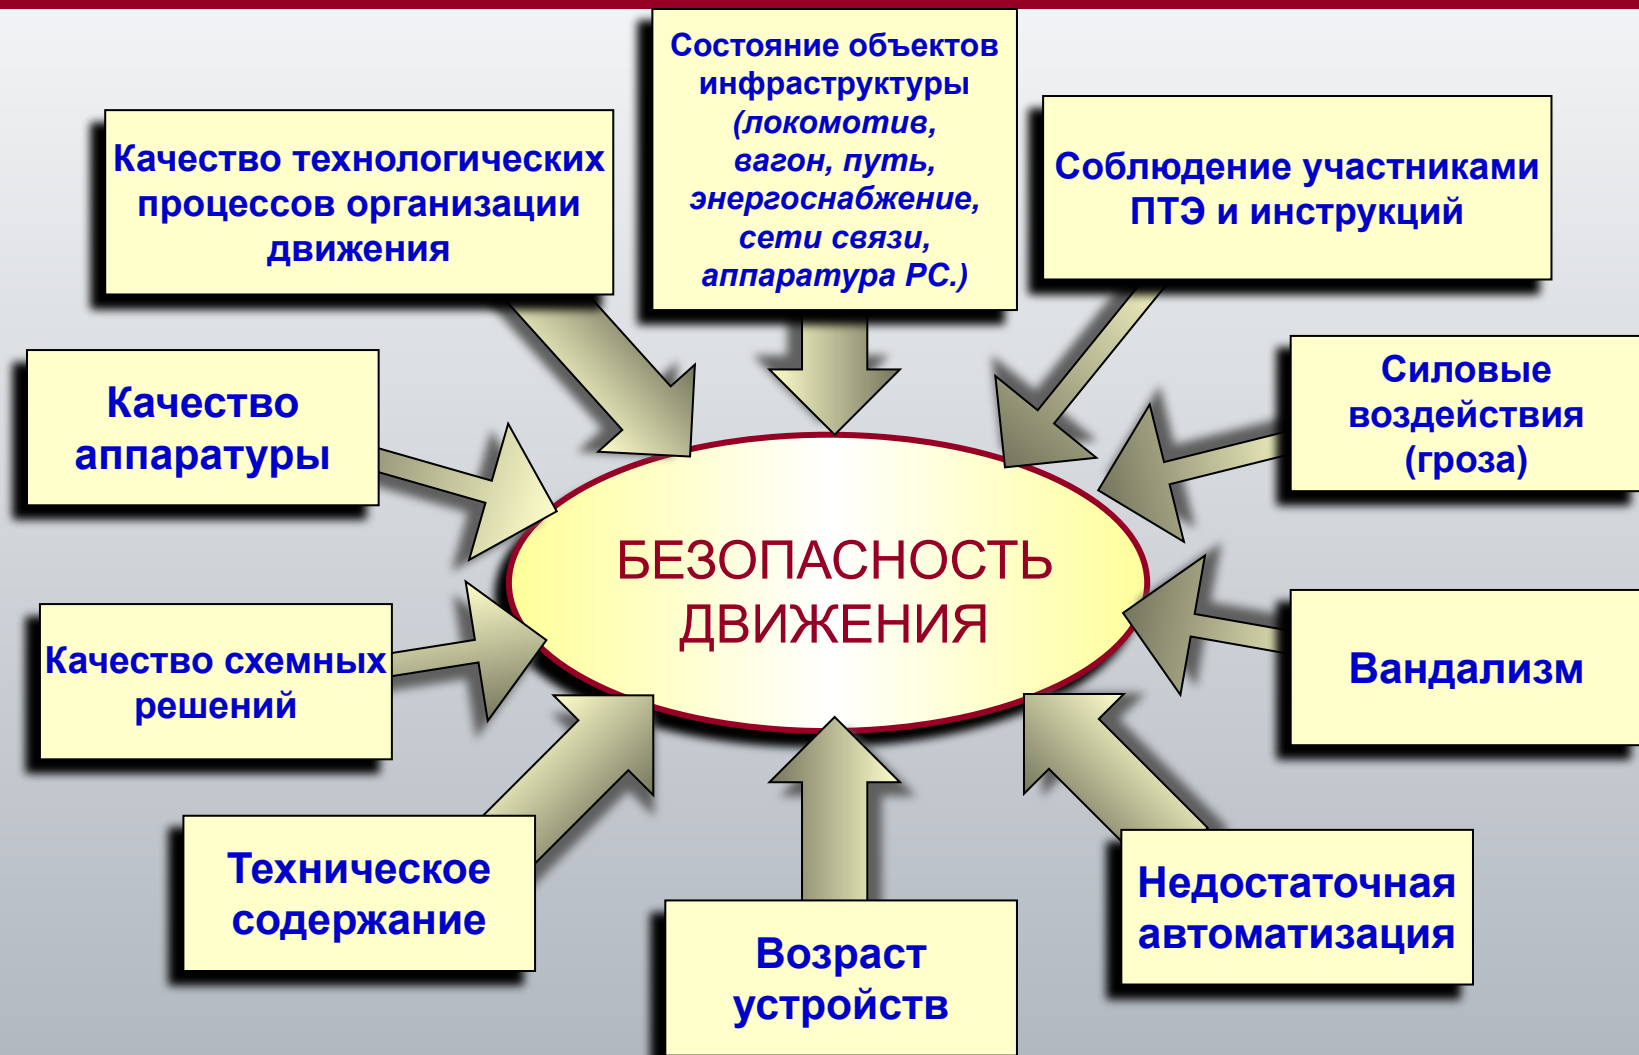 Состояние объектов
инфраструктуры
(локомотив,
вагон, путь,
энергоснабжение,
сети связи,
аппаратура РС.)
Качество технологических
процессов организации
движения
Соблюдение участниками
ПТЭ и инструкций
Качество
аппаратуры
Силовые
воздействия
(гроза)
БЕЗОПАСНОСТЬ
ДВИЖЕНИЯ
Качество схемных
решений
Вандализм
Техническое
содержание
Недостаточная
автоматизация
Возраст
устройств